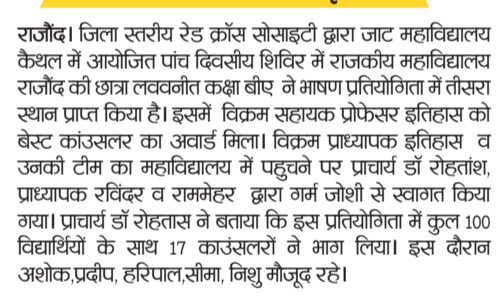 राजौंद। जिला स्तरीय रेड क्रॉस सोसाइटी द्वारा जाट महाविद्यालय
कैथल में आयोजित पांच दिवसीय शिविर में राजकीय महाविद्यालय
राजौंद की छात्रा लववनीत कक्षा बीए ने भाषण प्रतियोगिता में तीसरा
स्थान प्राप्त किया है। इसमें विक्रम सहायक प्रोफेसर इतिहास को
बेस्ट कांउसलर का अवार्ड मिला। विक्रम प्राध्यापक इतिहास व
उनकी टीम का महाविद्यालय में पहुचने पर प्राचार्य डॉ रोहतांश,
प्राध्यापक रविंदर व राममेहर द्वारा गर्म जोशी से स्वागत किया
गया। प्राचार्य डॉ रोहतास ने बताया कि इस प्रतियोगिता में कुल 100
विद्यार्थियों के साथ 17 काउंसलरों ने भाग लिया। इस दौरान
अशोक,प्रदीप, हरिपाल,सीमा, निशु मौजूद रहे।